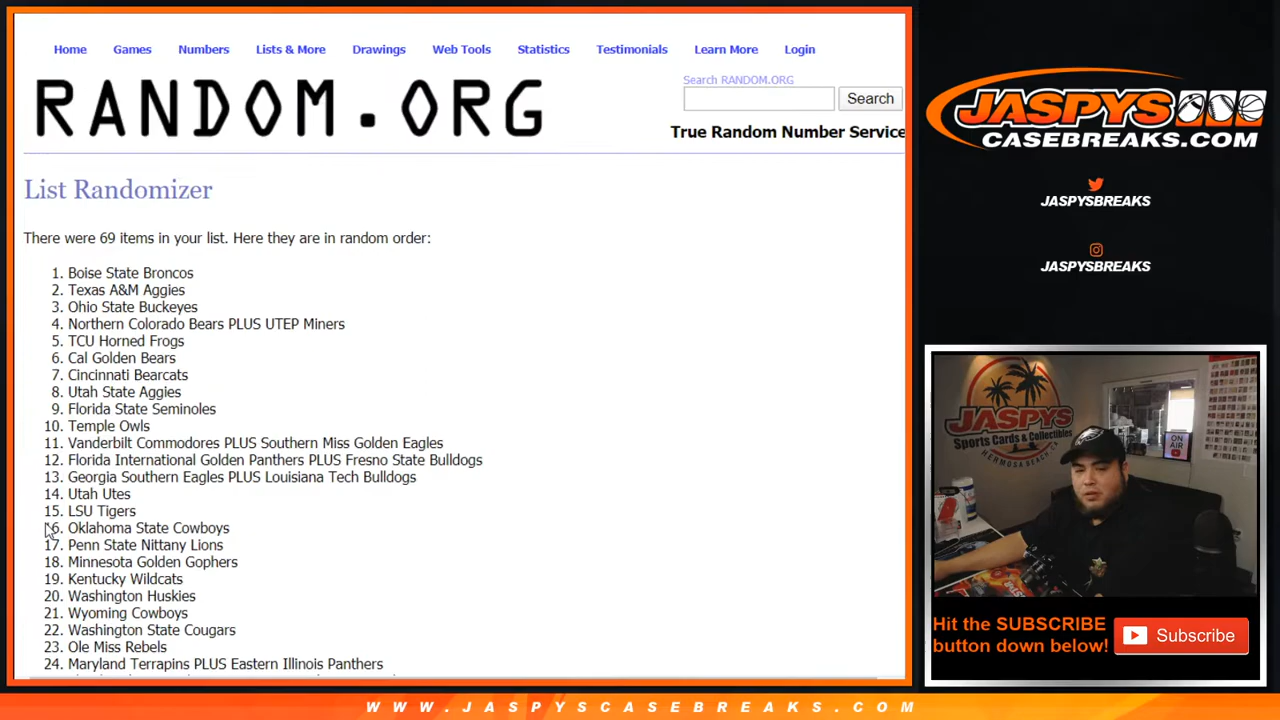 Home Games Numbers Lists & More Drawings Web Tools Statistics Testimonials Learn More Login
RANDOM.ORG
Search RANDOM.ORG
Search
True Random Number Service
List Randomizer
There were 69 items in your list. Here they are in random order:
1. Boise State Broncos
2. Texas A&M Aggies
3. Ohio State Buckeyes
4. Northern Colorado Bears PLUS UTEP Miners
5. TCU Horned Frogs
6. Cal Golden Bears
7. Cincinnati Bearcats
8. Utah State Aggies
9. Florida State Seminoles
10. Temple Owls
11. Vanderbilt Commodores PLUS Southern Miss Golden Eagles
12. Florida International Golden Panthers PLUS Fresno State Bulldogs
13. Georgia Southern Eagles PLUS Louisiana Tech Bulldogs
14. Utah Utes
15. LSU Tigers
16. Oklahoma State Cowboys
17. Penn State Nittany Lions
18. Minnesota Golden Gophers
19. Kentucky Wildcats
20. Washington Huskies
21. Wyoming Cowboys
22. Washington State Cougars
23. Ole Miss Rebels
24. Maryland Terrapins PLUS Eastern Illinois Panthers
JASPYS
CASEBREAKS.COM
JASPYSBREAKS
JASPYSBREAKS
JASPYS
Sports Cards & Collectibles
HERMOSA BEACH CA
ON
AIR
Hit the SUBSCRIBE
button down below!
Subscribe
WWW.JASPYSCASEBREAKS.COM